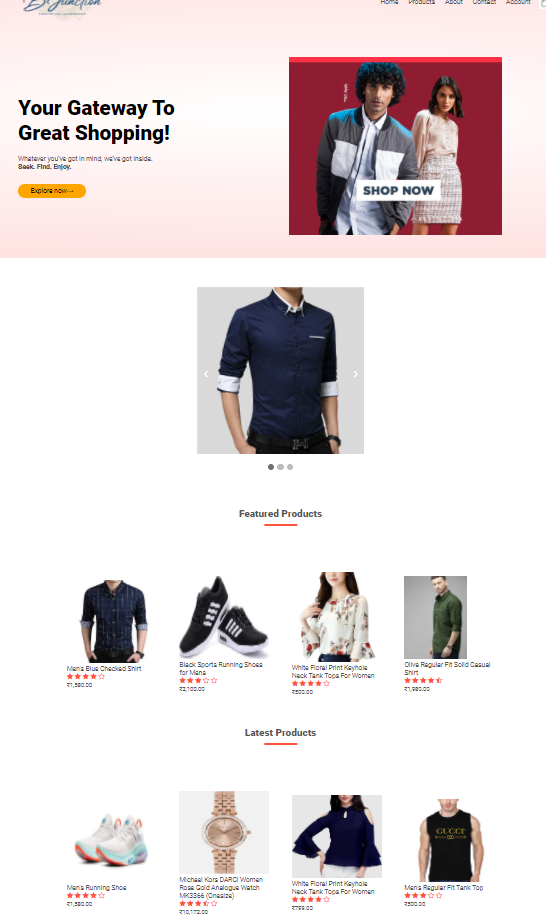 Junction
Home Products About Contact Account
Your Gateway To
Great Shopping!
Whatever you've got in mind, we've got inside.
Seek. Find. Enjoy.
Explore now→
SHOP NOW
‹ ›
Featured Products
Men's Blue Checked Shirt
₹1,580.00
Black Sports Running Shoes
for Mens
₹2,100.00
White Floral Print Keyhole
Neck Tank Tops For Women
₹500.00
Olive Regular Fit Solid Casual
Shirt
₹1,980.00
Latest Products
Men's Running Shoe
₹1,580.00
Michael Kors DARCI Women
Rose Gold Analogue Watch
MK3366 (Onesize)
₹10,172.00
White Floral Print Keyhole
Neck Tank Tops For Women
₹799.00
GUCCI
Men's Regular Fit Tank Top
₹500.00